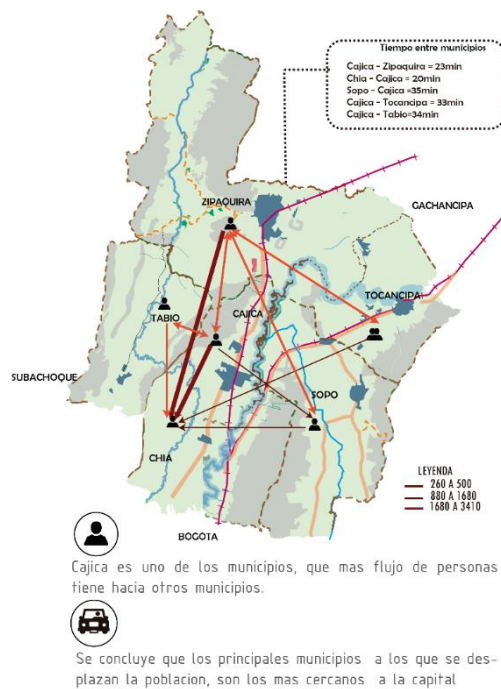 Tiempo entre municipios
Cajica - Zipaquira = 23min
Chia - Cajica = 20min
Sopo - Cajica =35min
Cajica - Tocancipa = 33min
Cajica - Tabio=34min
ZIPAQUIRA
GACHANCIPA
TOCANCIPA
TABIO
CAJICA
SUBACHOQUE
SOPO
CHIA
BOGOTA
LEYENDA
260 A 500
880 A 1680
1680 A 3410
Cajica es uno de los municipios, que mas flujo de personas
tiene hacia otros municipios.
Se concluye que los principales municipios a los que se des-
plazan la poblacion, son los mas cercanos a la capital